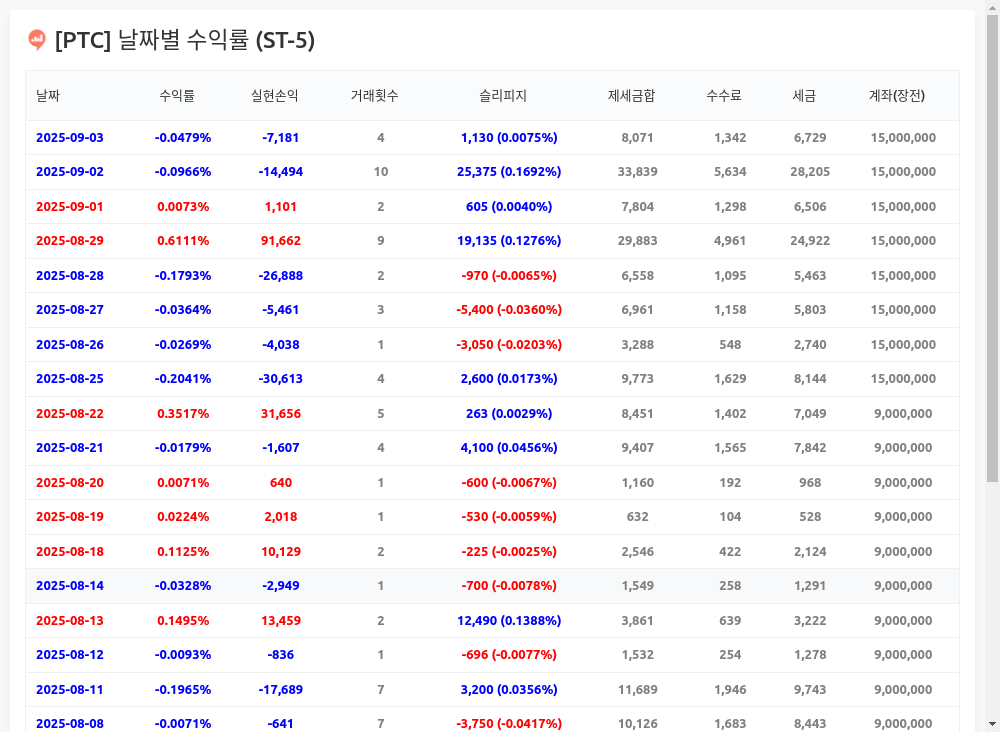 [PTC] 날짜별 수익률 (ST-5)
날짜 수익률 실현손익 거래횟수 슬리피지 제세금합 수수료 세금 계좌(장전)
2025-09-03 -0.0479% -7,181 4 1,130 (0.0075%) 8,071 1,342 6,729 15,000,000
2025-09-02 -0.0966% -14,494 10 25,375 (0.1692%) 33,839 5,634 28,205 15,000,000
2025-09-01 0.0073% 1,101 2 605 (0.0040%) 7,804 1,298 6,506 15,000,000
2025-08-29 0.6111% 91,662 9 19,135 (0.1276%) 29,883 4,961 24,922 15,000,000
2025-08-28 -0.1793% -26,888 2 -970 (-0.0065%) 6,558 1,095 5,463 15,000,000
2025-08-27 -0.0364% -5,461 3 -5,400 (-0.0360%) 6,961 1,158 5,803 15,000,000
2025-08-26 -0.0269% -4,038 1 -3,050 (-0.0203%) 3,288 548 2,740 15,000,000
2025-08-25 -0.2041% -30,613 4 2,600 (0.0173%) 9,773 1,629 8,144 15,000,000
2025-08-22 0.3517% 31,656 5 263 (0.0029%) 8,451 1,402 7,049 9,000,000
2025-08-21 -0.0179% -1,607 4 4,100 (0.0456%) 9,407 1,565 7,842 9,000,000
2025-08-20 0.0071% 640 1 -600 (-0.0067%) 1,160 192 968 9,000,000
2025-08-19 0.0224% 2,018 1 -530 (-0.0059%) 632 104 528 9,000,000
2025-08-18 0.1125% 10,129 2 -225 (-0.0025%) 2,546 422 2,124 9,000,000
2025-08-14 -0.0328% -2,949 1 -700 (-0.0078%) 1,549 258 1,291 9,000,000
2025-08-13 0.1495% 13,459 2 12,490 (0.1388%) 3,861 639 3,222 9,000,000
2025-08-12 -0.0093% -836 1 -696 (-0.0077%) 1,532 254 1,278 9,000,000
2025-08-11 -0.1965% -17,689 7 3,200 (0.0356%) 11,689 1,946 9,743 9,000,000
2025-08-08 -0.0071% -641 7 -3,750 (-0.0417%) 10,126 1,683 8,443 9,000,000